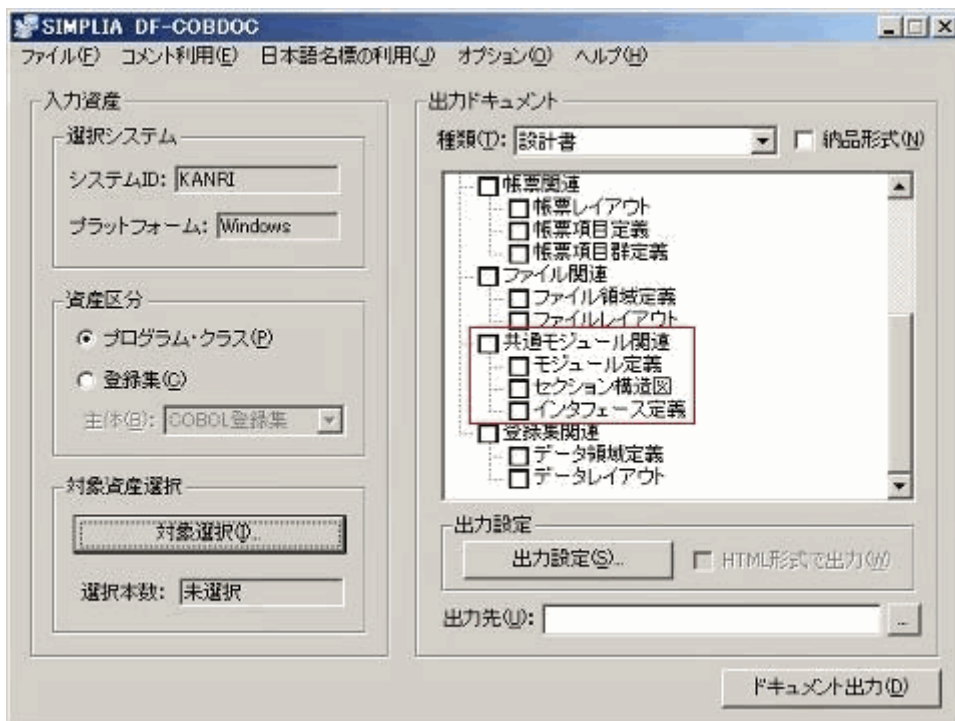 SIMPLIA DF-COBDOC
ファイル(F) コメント利用(E) 日本語名標の利用(J) オプション(O) ヘルプ(H)
入力資産
選択システム
システムID: KANRI
プラットフォーム: Windows
資産区分
プログラム・クラス(P)
登録集(C)
主体(B): COBOL登録集
対象資産選択
対象選択(I)...
選択本数: 未選択
出力ドキュメント
種類(T): 設計書 納品形式(N)
帳票関連
帳票レイアウト
帳票項目定義
帳票項目群定義
ファイル関連
ファイル領域定義
ファイルレイアウト
共通モジュール関連
モジュール定義
セクション構造図
インタフェース定義
登録集関連
データ領域定義
データレイアウト
出力設定
出力設定(S)... HTML形式で出力(W)
出力先(U): ...
ドキュメント出力(D)